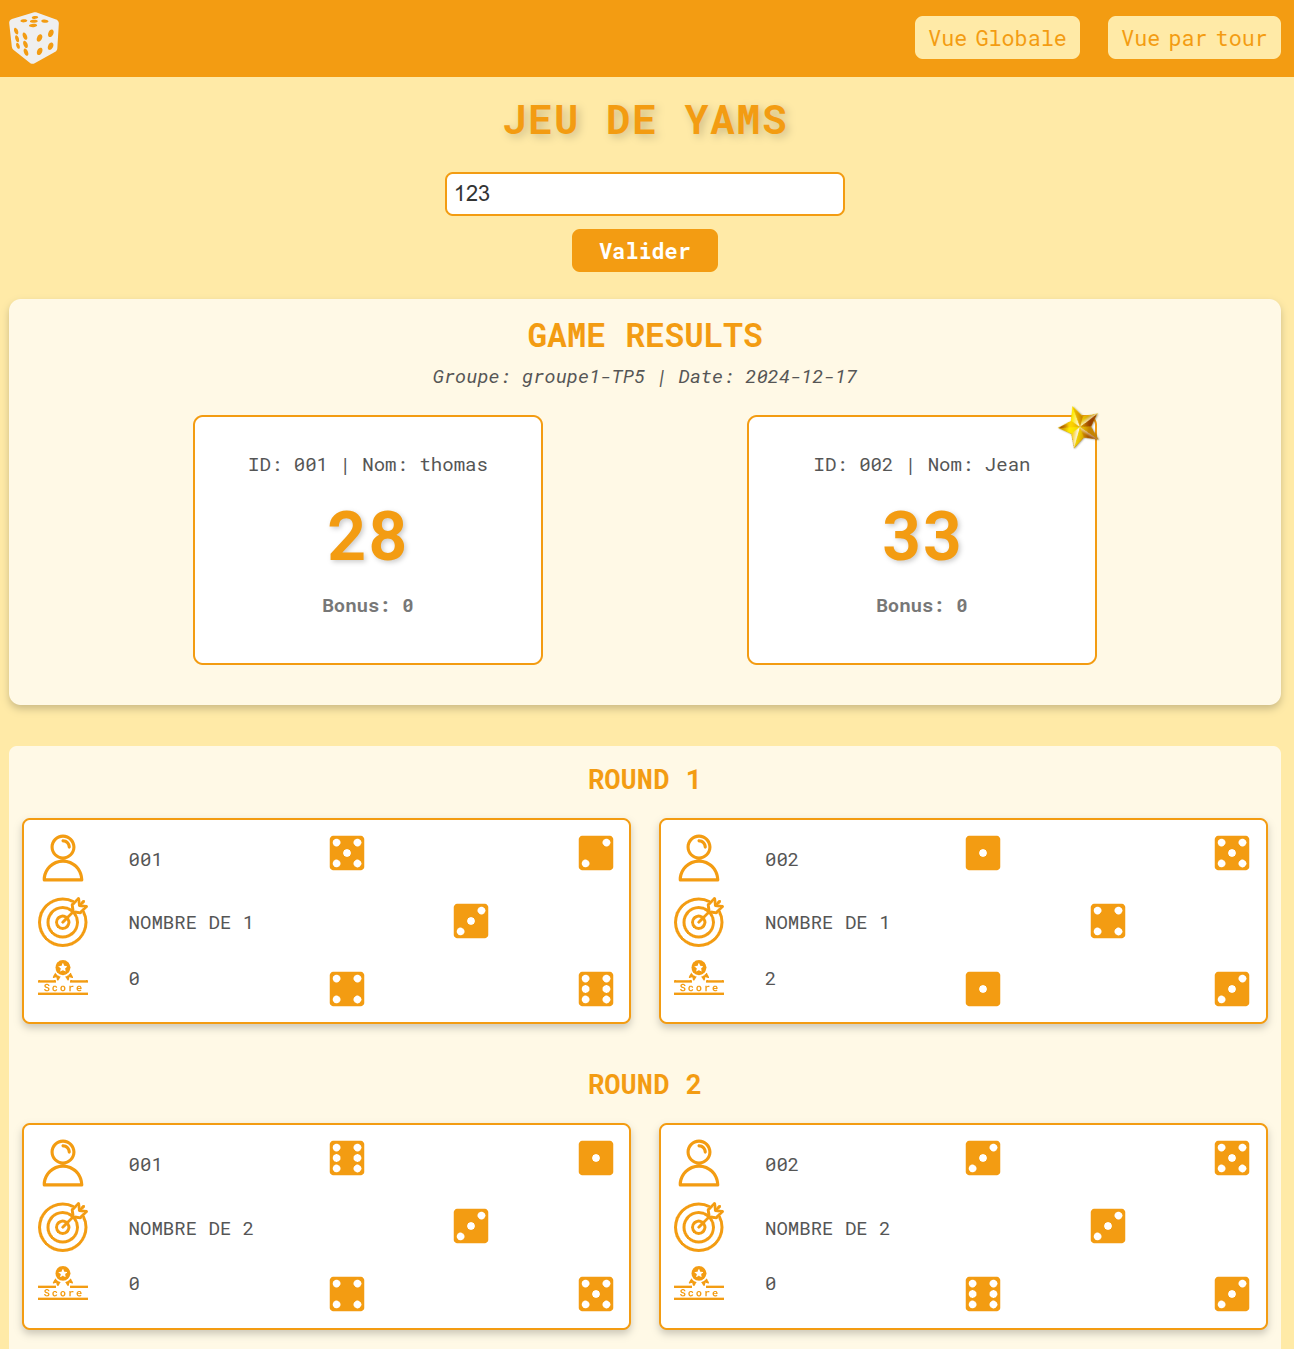 Vue Globale
Vue par tour
JEU DE YAMS
123
Valider
GAME RESULTS
Groupe: groupe1-TP5 | Date: 2024-12-17
ID: 001 | Nom: thomas
28
Bonus: 0
ID: 002 | Nom: Jean
33
Bonus: 0
ROUND 1
001
NOMBRE DE 1
Score
0
002
NOMBRE DE 1
Score
2
ROUND 2
001
NOMBRE DE 2
Score
0
002
NOMBRE DE 2
Score
0